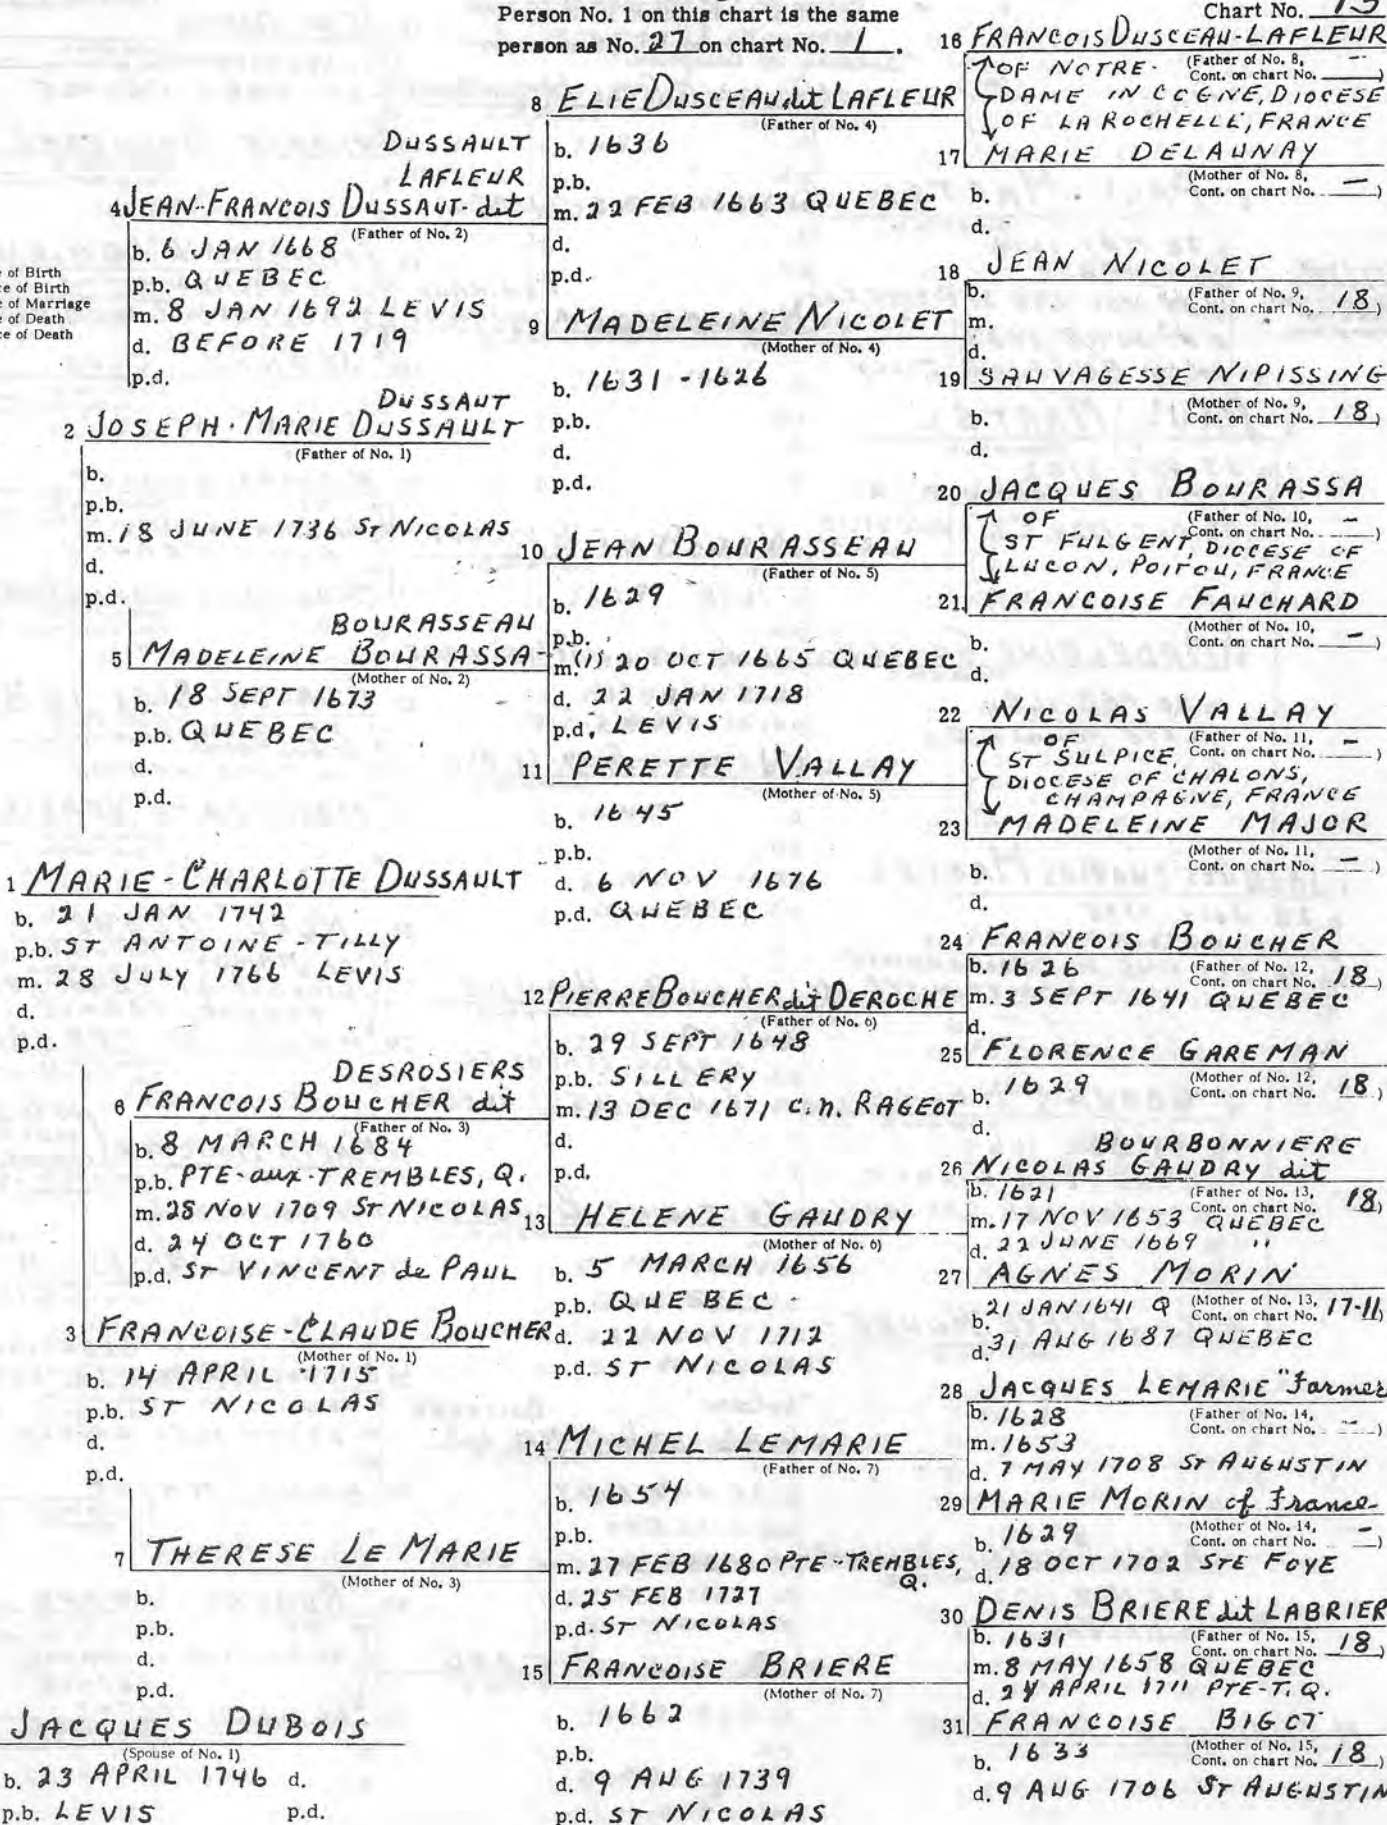 Person No. 1 on this chart is the same
person as No. 27 on chart No. 1.
Chart No.
of Birth
of Birth
of Marriage
of Death
of Death
1 MARIE-CHARLOTTE DUSSAULT
b. 21 JAN 1742
p.b. ST ANTOINE-TILLY
m. 28 JULY 1766 LEVIS
d.
p.d.
DUSSAUT
2 JOSEPH-MARIE DUSSAULT
(Father of No. 1)
b.
p.b.
m. 18 JUNE 1736 ST NICOLAS
d.
p.d.
3 FRANCOISE-CLAUDE BOUCHER
(Mother of No. 1)
b. 14 APRIL 1715
p.b. ST NICOLAS
d.
p.d.
DUSSAULT
LAFLEUR
4 JEAN-FRANCOIS DUSSAUT-dit
(Father of No. 2)
b. 6 JAN 1668
p.b. QUEBEC
m. 8 JAN 1692 LEVIS
d. BEFORE 1719
p.d.
BOURASSEAU
5 MADELEINE BOURASSA-
(Mother of No. 2)
b. 18 SEPT 1673
p.b. QUEBEC
d.
p.d.
DESROSIERS
6 FRANCOIS BOUCHER dit
(Father of No. 3)
b. 8 MARCH 1684
p.b. PTE-aux-TREMBLES, Q.
m. 28 NOV 1709 ST NICOLAS
d. 24 OCT 1760
p.d. ST VINCENT de PAUL
7 THERESE LE MARIE
(Mother of No. 3)
b.
p.b.
d.
p.d.
JACQUES DUBOIS
(Spouse of No. 1)
b. 23 APRIL 1746 d.
p.b. LEVIS p.d.
8 ELIE DUSCEAU dit LAFLEUR
(Father of No. 4)
b. 1636
p.b.
m. 22 FEB 1663 QUEBEC
d.
p.d.
9 MADELEINE NICOLET
(Mother of No. 4)
b. 1631-1626
p.b.
d.
p.d.
10 JEAN BOURASSEAU
(Father of No. 5)
b. 1629
p.b.
m. (1) 20 OCT 1665 QUEBEC
d. 22 JAN 1718
p.d. LEVIS
11 PERETTE VALLAY
(Mother of No. 5)
b. 1645
p.b.
d. 6 NOV 1676
p.d. QUEBEC
12 PIERRE BOUCHER dit DEROCHE
(Father of No. 6)
b. 29 SEPT 1648
p.b. SILLERY
m. 13 DEC 1671 c.n. RAGEOT
d.
p.d.
13 HELENE GAUDRY
(Mother of No. 6)
b. 5 MARCH 1656
p.b. QUEBEC
d. 22 NOV 1712
p.d. ST NICOLAS
14 MICHEL LEMARIE
(Father of No. 7)
b. 1654
p.b.
m. 27 FEB 1680 PTE-TREMBLES,
Q.
d. 25 FEB 1727
p.d. ST NICOLAS
15 FRANCOISE BRIERE
(Mother of No. 7)
b. 1662
p.b.
d. 9 AUG 1739
p.d. ST NICOLAS
16 FRANCOIS DUSCEAU-LAFLEUR
(Father of No. 8,
Cont. on chart No. —)
OF NOTRE-
DAME IN COGNE, DIOCESE
OF LA ROCHELLE, FRANCE
17 MARIE DELAUNAY
(Mother of No. 8,
Cont. on chart No. —)
b.
d.
18 JEAN NICOLET
b. (Father of No. 9,
Cont. on chart No. 18)
m.
d.
19 SAUVAGESSE NIPISSING
(Mother of No. 9,
Cont. on chart No. 18)
b.
d.
20 JACQUES BOURASSA
(Father of No. 10,
Cont. on chart No. —)
OF
ST FULGENT, DIOCESE OF
LUCON, POITOU, FRANCE
21 FRANCOISE FAUCHARD
(Mother of No. 10,
Cont. on chart No. —)
b.
d.
22 NICOLAS VALLAY
(Father of No. 11,
Cont. on chart No. —)
OF
ST SULPICE,
DIOCESE OF CHALONS,
CHAMPAGNE, FRANCE
23 MADELEINE MAJOR
(Mother of No. 11,
Cont. on chart No. —)
b.
d.
24 FRANCOIS BOUCHER
b. 1626 (Father of No. 12,
Cont. on chart No. 18)
m. 3 SEPT 1641 QUEBEC
d.
25 FLORENCE GAREMAN
b. 1629 (Mother of No. 12,
Cont. on chart No. 18)
d.
BOURBONNIERE
26 NICOLAS GAUDRY dit
b. 1621 (Father of No. 13,
Cont. on chart No. 18)
m. 17 NOV 1653 QUEBEC
d. 22 JUNE 1669 "
27 AGNES MORIN
b. 21 JAN 1641 Q (Mother of No. 13,
Cont. on chart No. 17-11)
d. 31 AUG 1687 QUEBEC
28 JACQUES LEMARIE "Farmer
b. 1628 (Father of No. 14,
Cont. on chart No. —)
m. 1653
d. 7 MAY 1708 ST AUGUSTIN
29 MARIE MORIN of France
b. 1629 (Mother of No. 14,
Cont. on chart No. —)
d. 18 OCT 1702 STE FOYE
30 DENIS BRIERE dit LABRIER
b. 1631 (Father of No. 15,
Cont. on chart No. 18)
m. 8 MAY 1658 QUEBEC
d. 24 APRIL 1711 PTE-T. Q.
31 FRANCOISE BIGOT
b. 1633 (Mother of No. 15,
Cont. on chart No. 18)
d. 9 AUG 1706 ST AUGUSTIN